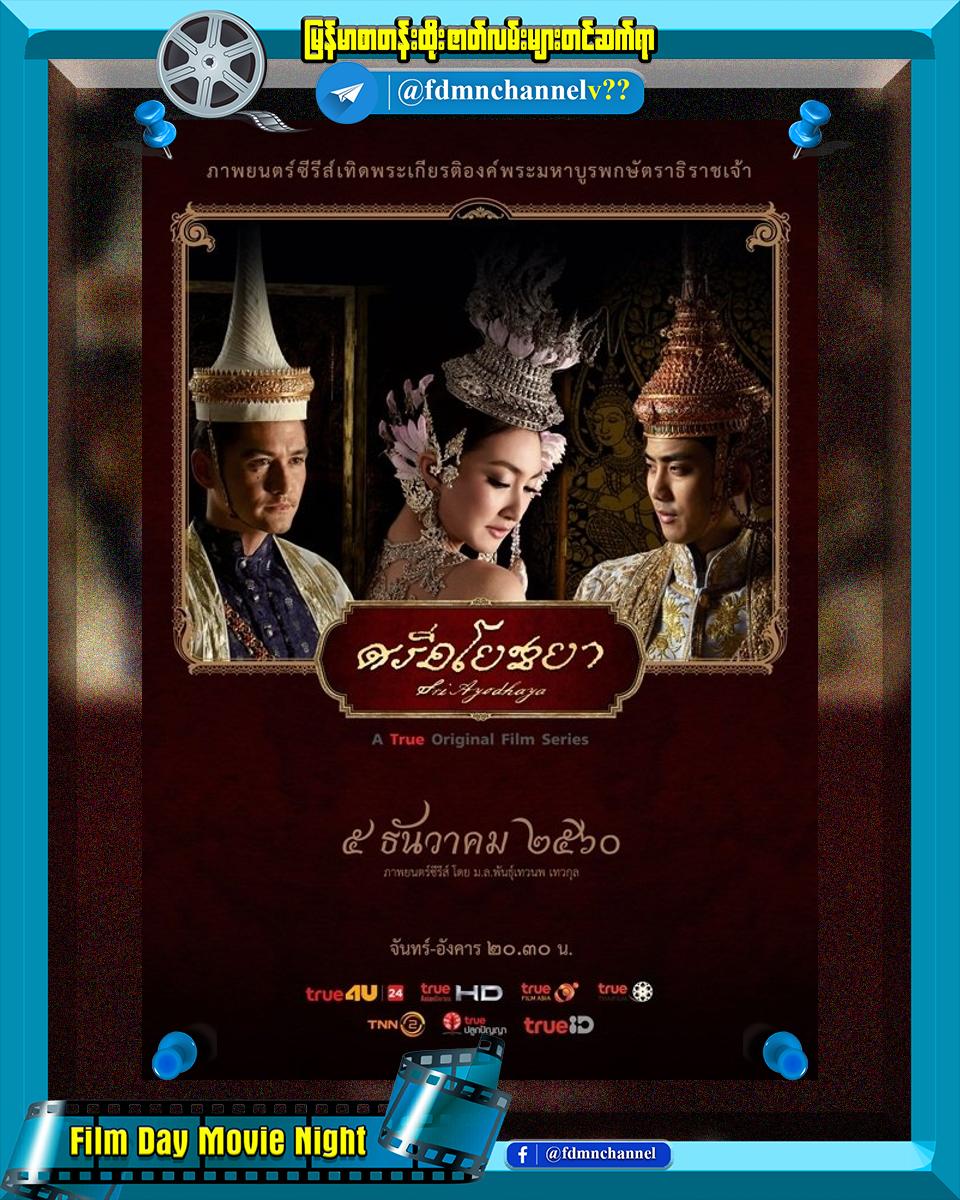 မြန်မာစာတန်းထိုးဇာတ်လမ်းများတင်ဆက်ရာ
@fdmnchannelv??
ภาพยนตร์ซีรีส์เทิดพระเกียรติองค์พระมหาบูรพกษัตราธิราชเจ้า
ศรีอโยธยา
Sri Ayodhaya
A True Original Film Series
๕ ธันวาคม ๒๕๖๐
ภาพยนตร์ซีรีส์ โดย ม.ล.พันธุ์เทวนพ เทวกุล
จันทร์-อังคาร ๒๐.๓๐ น.
true4U 24 true HD true FILM ASIA true
TNN 2 true ปลูกปัญญา trueiD
Film Day Movie Night
f @fdmnchannel